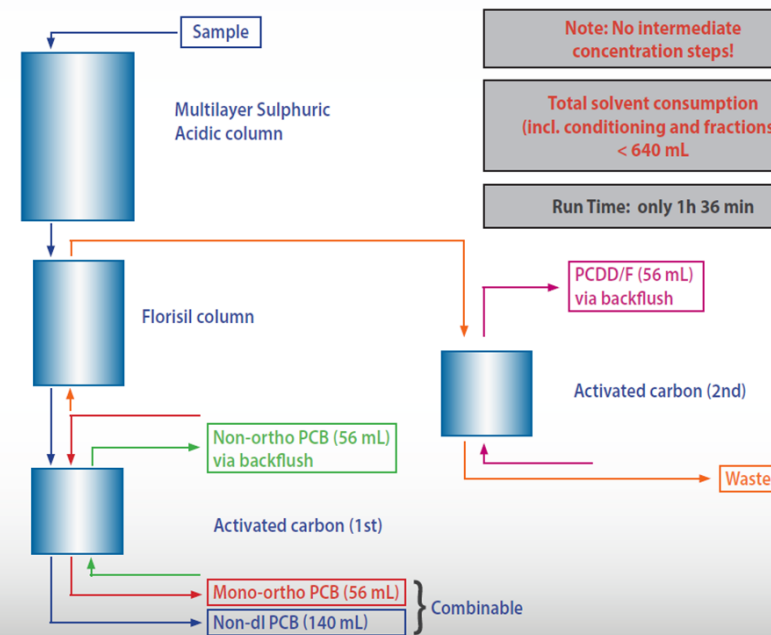 Sample
Note: No intermediate
concentration steps!
Multilayer Sulphuric
Acidic column
Total solvent consumption
(incl. conditioning and fractions
< 640 mL
Run Time: only 1h 36 min
PCDD/F (56 mL)
via backflush
Florisil column
Activated carbon (2nd)
Non-ortho PCB (56 mL)
via backflush
Waste
Activated carbon (1st)
Mono-ortho PCB (56 mL)
Non-dl PCB (140 mL)
Combinable